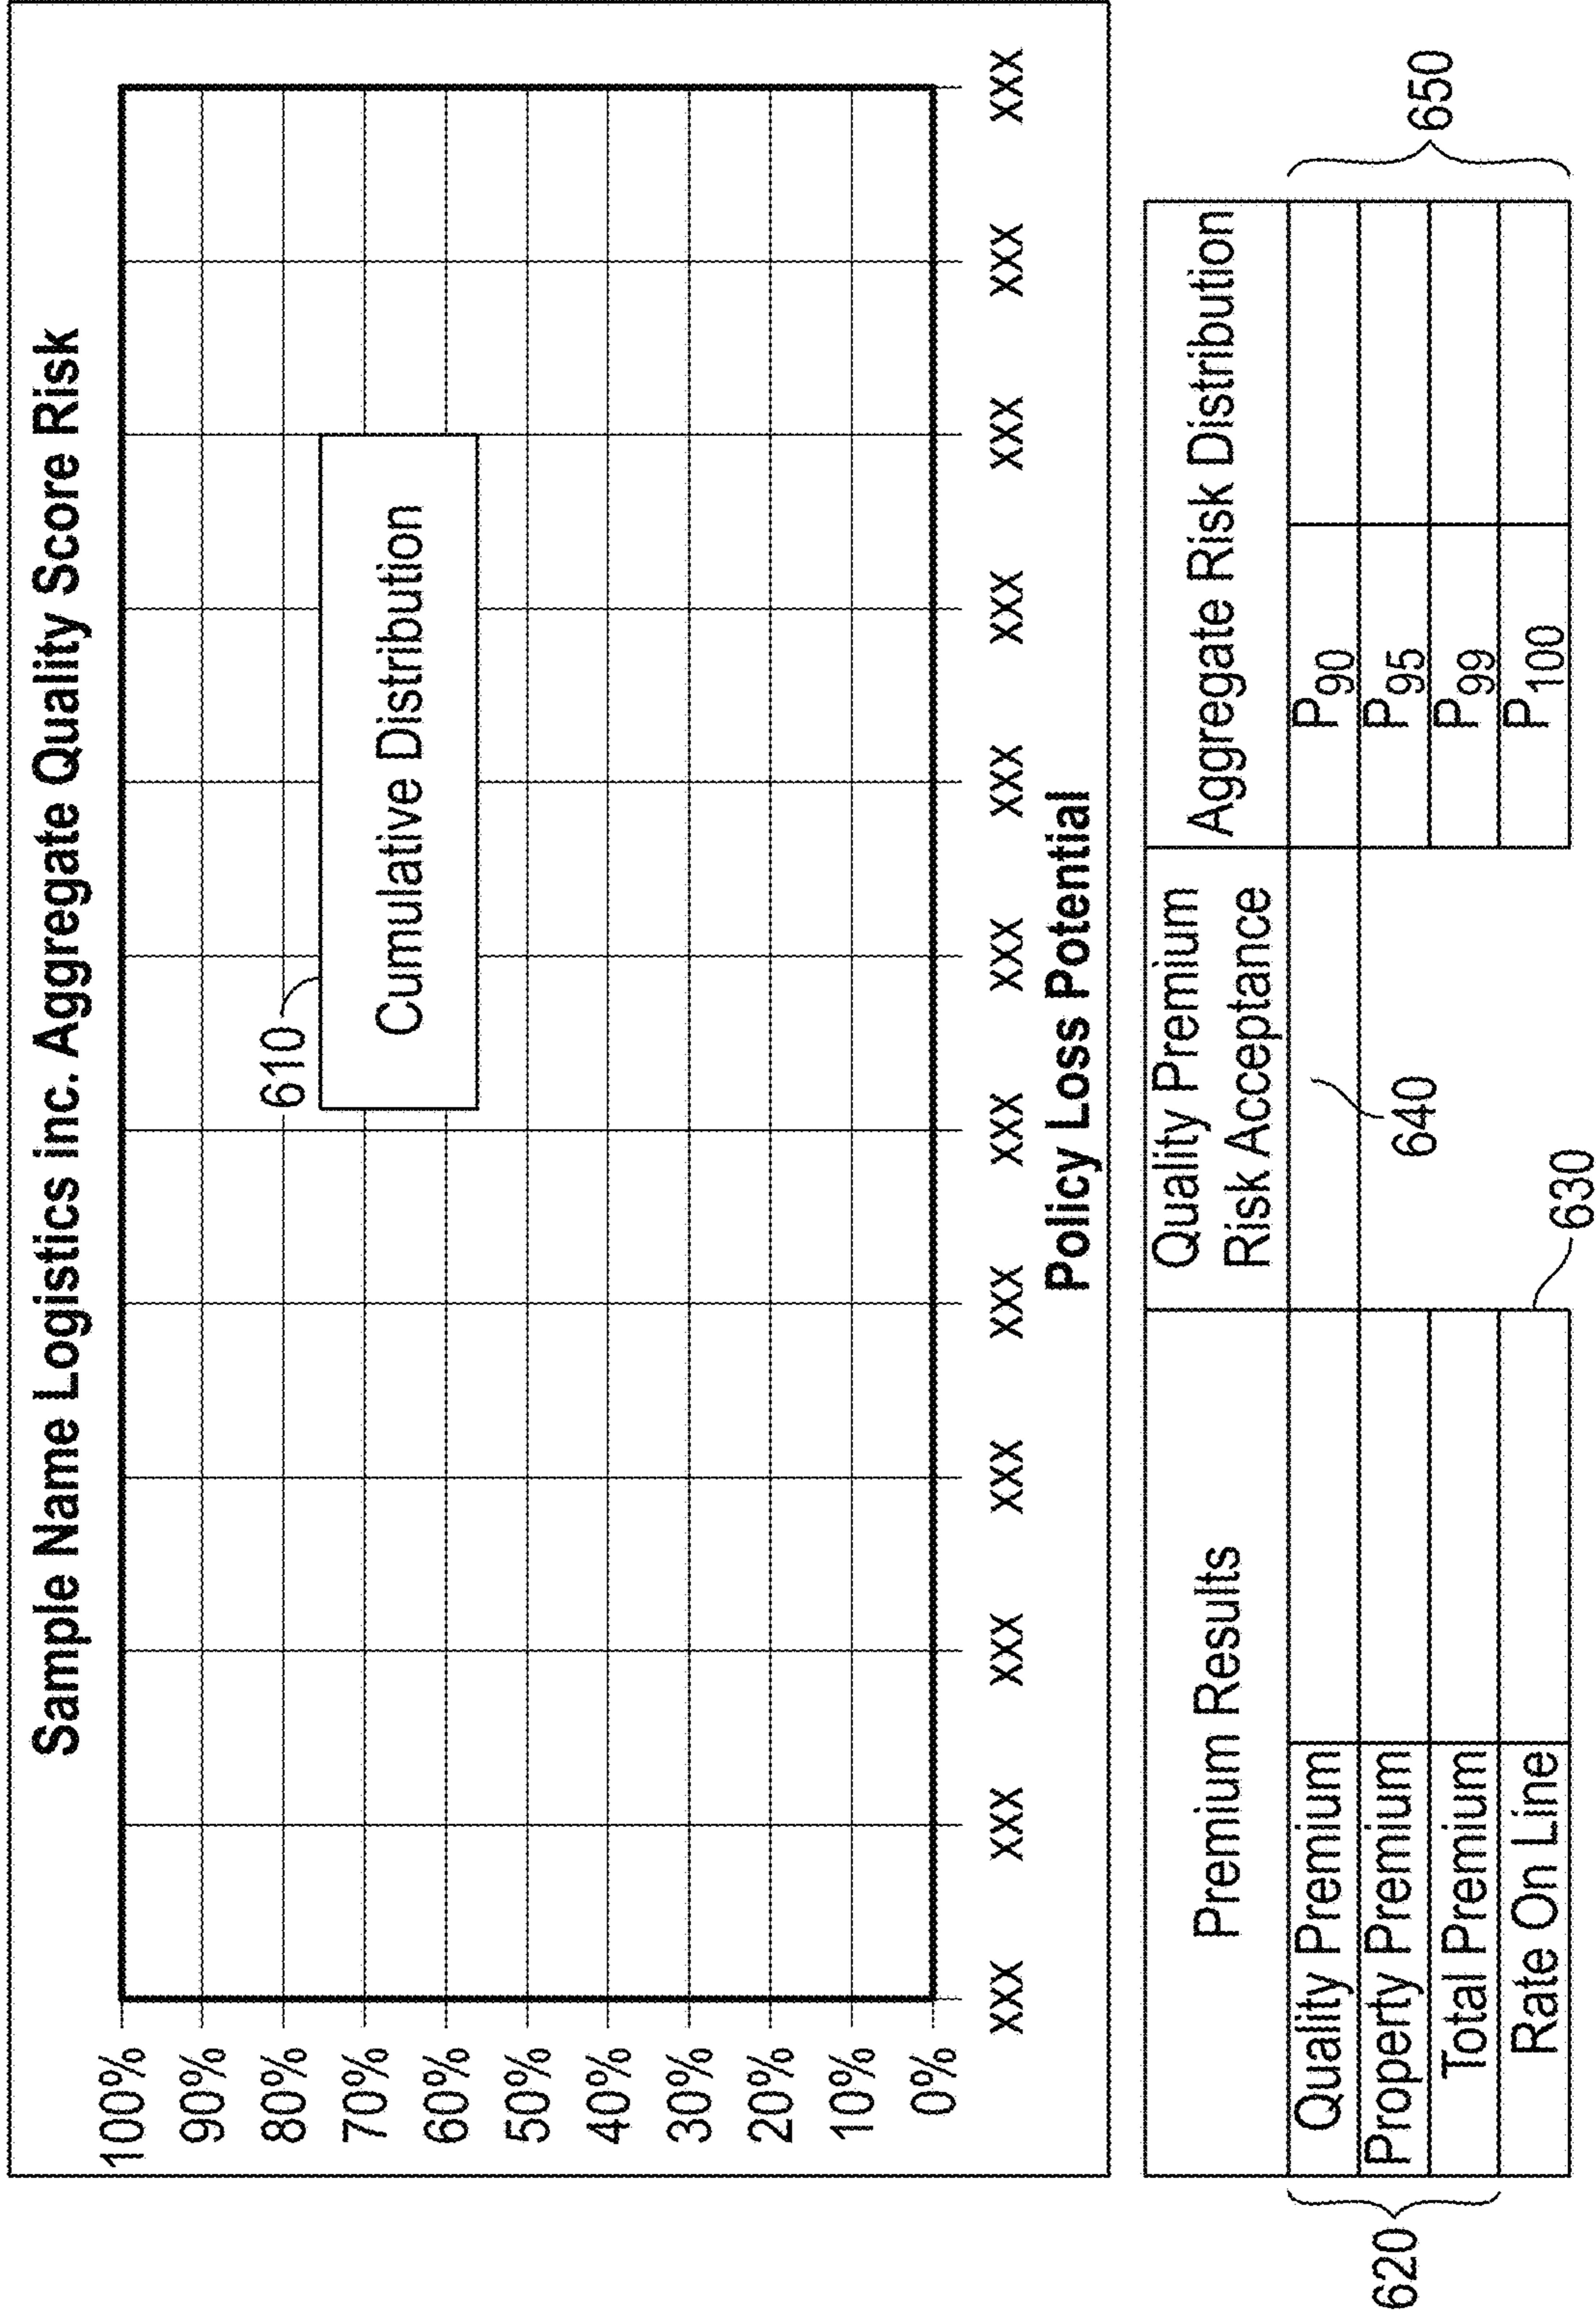 Sample Name Logistics inc. Aggregate Quality Score Risk
100%
90%
80%
70%
60%
50%
40%
30%
20%
10%
0%
610
Cumulative Distribution
XXX XXX XXX XXX XXX XXX XXX XXX XXX XXX XXX XXX
Policy Loss Potential
Premium Results
Quality Premium
Risk Acceptance
Aggregate Risk Distribution
Quality Premium
P90
Property Premium
P95
Total Premium
P99
Rate On Line
P100
620
630
640
650